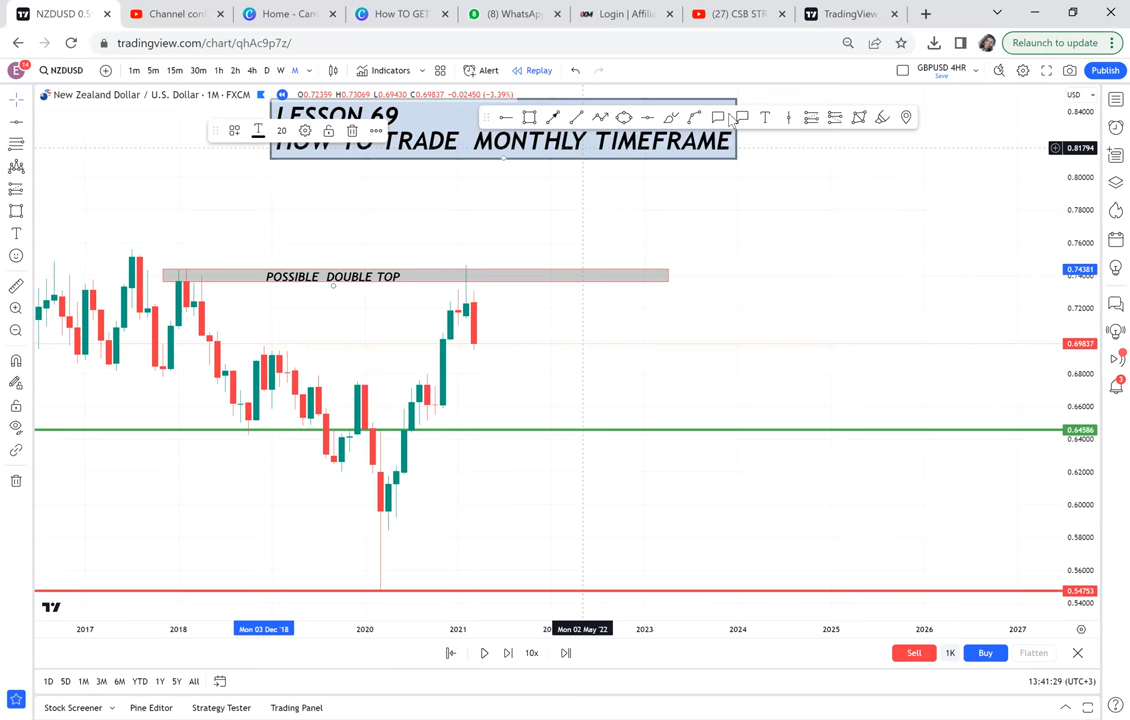 NZDUSD 0.5
Channel con
Home - Can
How TO GET
(8) WhatsAp
Login | Affilia
(27) CSB STR
TradingView
tradingview.com/chart/qhAc9p7z/
Relaunch to update
E 14 NZDUSD 1m 5m 15m 30m 1h 2h 4h D W M Indicators Alert Replay GBPUSD 4HR Save Publish
New Zealand Dollar / U.S. Dollar · 1M · FXCM O0.72359 H0.73069 L0.69430 C0.69837 −0.02450 (−3.39%) USD
LESSON 69
HOW TO TRADE MONTHLY TIMEFRAME
20
POSSIBLE DOUBLE TOP
0.84000
0.81794
0.80000
0.78000
0.76000
0.74381
0.72000
0.69837
0.68000
0.66000
0.64586
0.64000
0.62000
0.60000
0.58000
0.56000
0.54753
0.54000
3
2017 2018 Mon 03 Dec '18 2020 2021 20 Mon 02 May '22 2023 2024 2025 2026 2027
10x Sell 1K Buy Flatten
1D 5D 1M 3M 6M YTD 1Y 5Y All 13:41:29 (UTC+3)
Stock Screener Pine Editor Strategy Tester Trading Panel